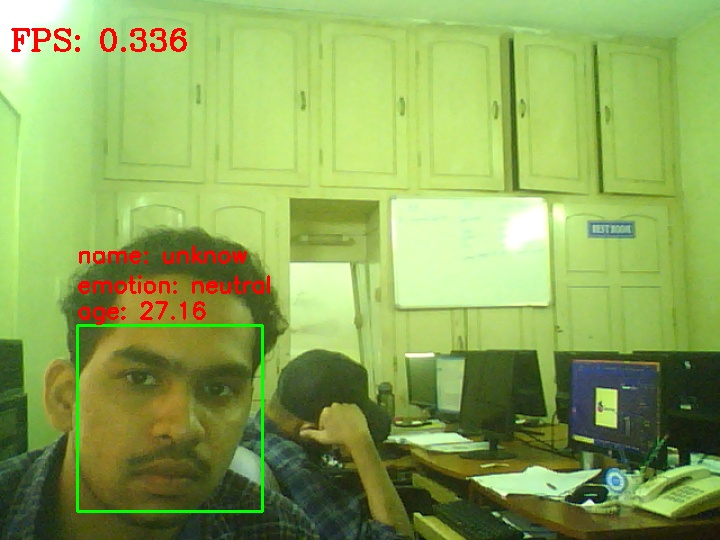 FPS: 0.336
REST ROOM
name: unknow
emotion: neutral
age: 27.16